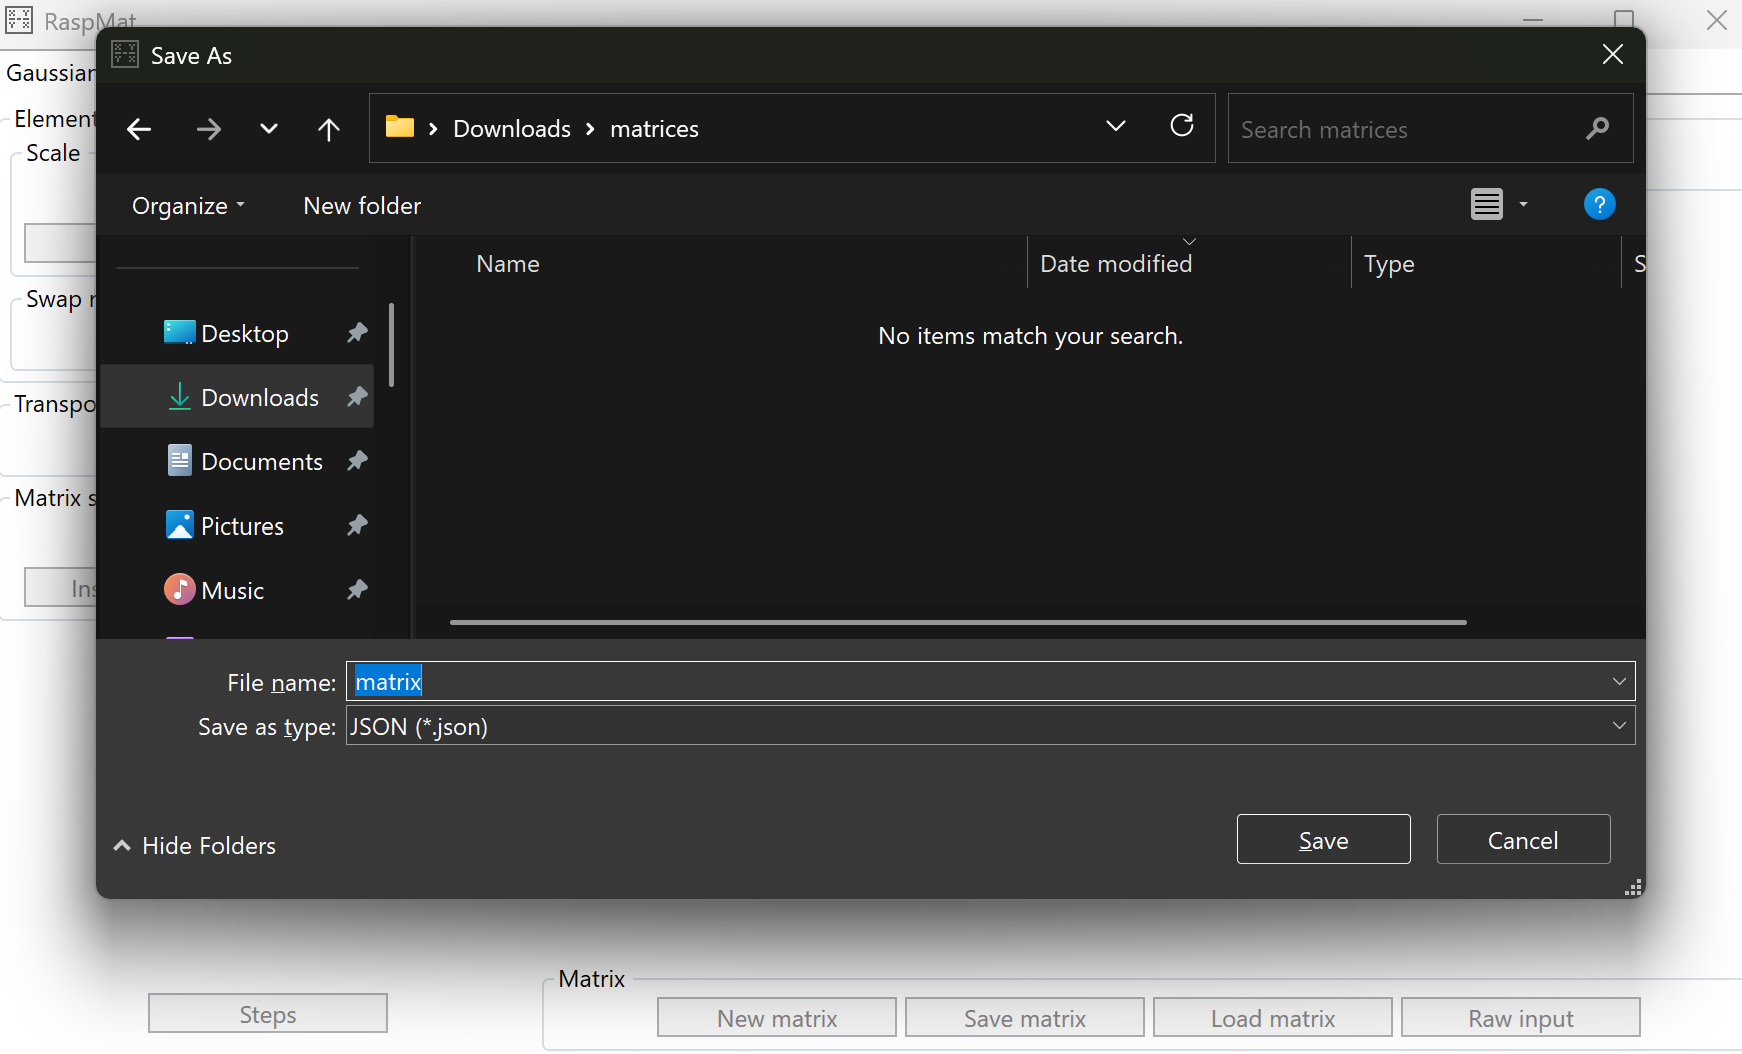 RaspMat
Save As
Gaussian
Element
Scale
Downloads
matrices
Search matrices
Organize
New folder
?
Name
Date modified
Type
S
Swap r
No items match your search.
Desktop
Downloads
Transpo
Documents
Matrix s
Pictures
Ins
Music
File name:
matrix
Save as type:
JSON (*.json)
Hide Folders
Save
Cancel
Matrix
Steps
New matrix
Save matrix
Load matrix
Raw input